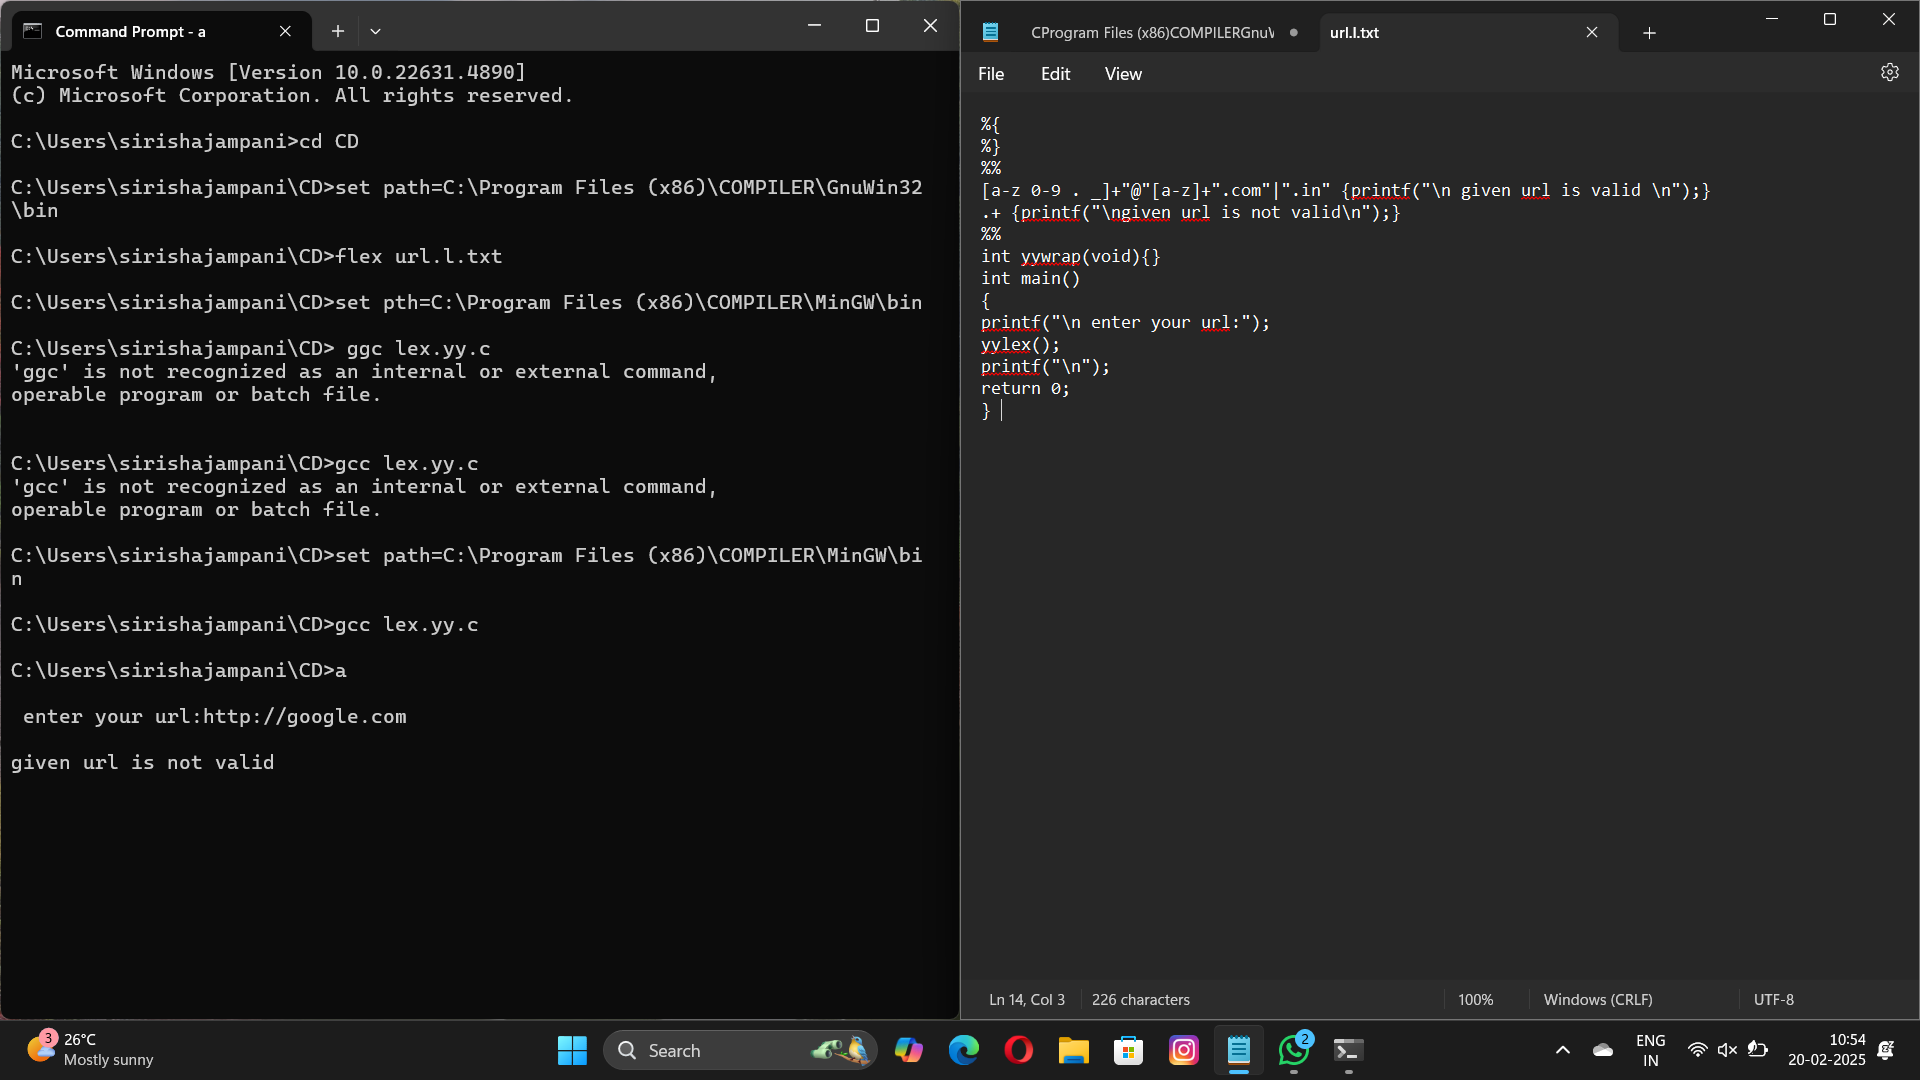 Command Prompt - a
Microsoft Windows [Version 10.0.22631.4890]
(c) Microsoft Corporation. All rights reserved.
C:\Users\sirishajampani>cd CD
C:\Users\sirishajampani\CD>set path=C:\Program Files (x86)\COMPILER\GnuWin32
\bin
C:\Users\sirishajampani\CD>flex url.l.txt
C:\Users\sirishajampani\CD>set pth=C:\Program Files (x86)\COMPILER\MinGW\bin
C:\Users\sirishajampani\CD> ggc lex.yy.c
'ggc' is not recognized as an internal or external command,
operable program or batch file.
C:\Users\sirishajampani\CD>gcc lex.yy.c
'gcc' is not recognized as an internal or external command,
operable program or batch file.
C:\Users\sirishajampani\CD>set path=C:\Program Files (x86)\COMPILER\MinGW\bi
n
C:\Users\sirishajampani\CD>gcc lex.yy.c
C:\Users\sirishajampani\CD>a
enter your url:http://google.com
given url is not valid
CProgram Files (x86)COMPILERGnuW
url.l.txt
File Edit View
%{
%}
%%
[a-z 0-9 . _]+"@"[a-z]+".com"|".in" {printf("\n given url is valid \n");}
.+ {printf("\ngiven url is not valid\n");}
%%
int yywrap(void){}
int main()
{
printf("\n enter your url:");
yylex();
printf("\n");
return 0;
}
Ln 14, Col 3 226 characters 100% Windows (CRLF) UTF-8
3
26°C
Mostly sunny
Search
2
ENG
IN
10:54
20-02-2025